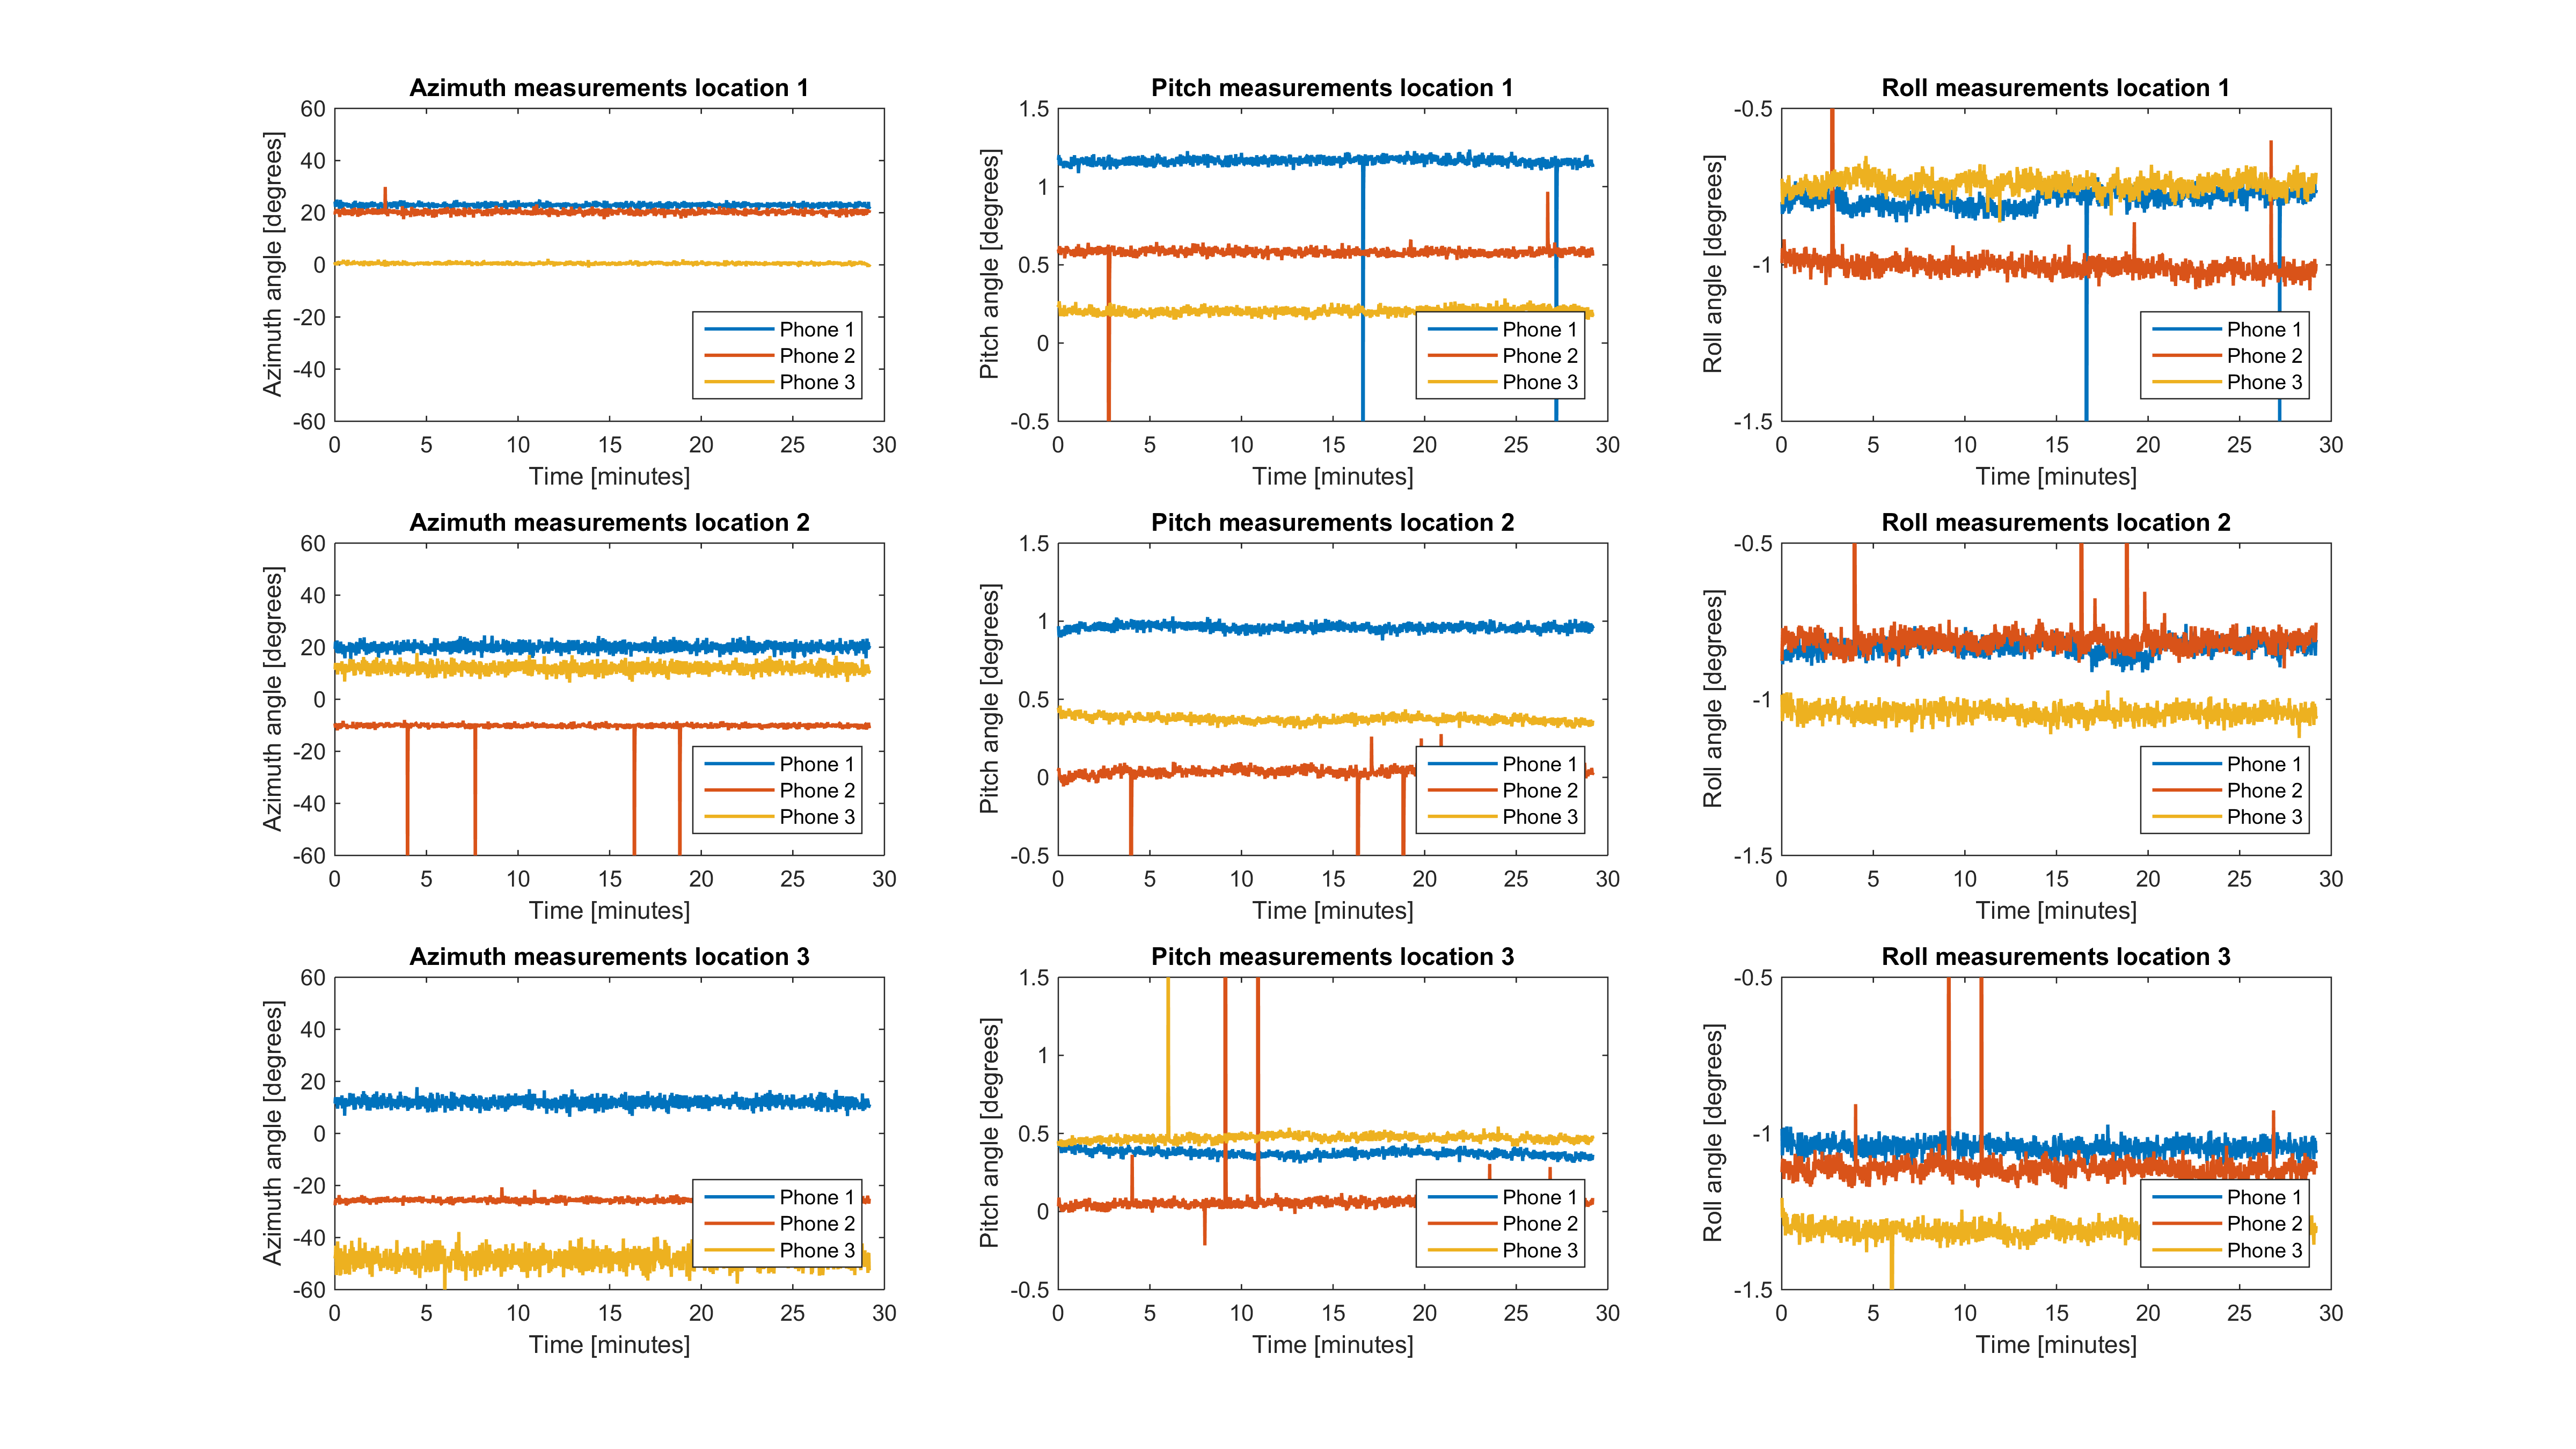 Azimuth measurements location 1
60
40
20
0
-20
-40
-60
Azimuth angle [degrees]
Phone 1
Phone 2
Phone 3
0 5 10 15 20 25 30
Time [minutes]
Pitch measurements location 1
1.5
1
0.5
0
-0.5
Pitch angle [degrees]
Phone 1
Phone 2
Phone 3
0 5 10 15 20 25 30
Time [minutes]
Roll measurements location 1
-0.5
-1
-1.5
Roll angle [degrees]
Phone 1
Phone 2
Phone 3
0 5 10 15 20 25 30
Time [minutes]
Azimuth measurements location 2
60
40
20
0
-20
-40
-60
Azimuth angle [degrees]
Phone 1
Phone 2
Phone 3
0 5 10 15 20 25 30
Time [minutes]
Pitch measurements location 2
1.5
1
0.5
0
-0.5
Pitch angle [degrees]
Phone 1
Phone 2
Phone 3
0 5 10 15 20 25 30
Time [minutes]
Roll measurements location 2
-0.5
-1
-1.5
Roll angle [degrees]
Phone 1
Phone 2
Phone 3
0 5 10 15 20 25 30
Time [minutes]
Azimuth measurements location 3
60
40
20
0
-20
-40
-60
Azimuth angle [degrees]
Phone 1
Phone 2
Phone 3
0 5 10 15 20 25 30
Time [minutes]
Pitch measurements location 3
1.5
1
0.5
0
-0.5
Pitch angle [degrees]
Phone 1
Phone 2
Phone 3
0 5 10 15 20 25 30
Time [minutes]
Roll measurements location 3
-0.5
-1
-1.5
Roll angle [degrees]
Phone 1
Phone 2
Phone 3
0 5 10 15 20 25 30
Time [minutes]